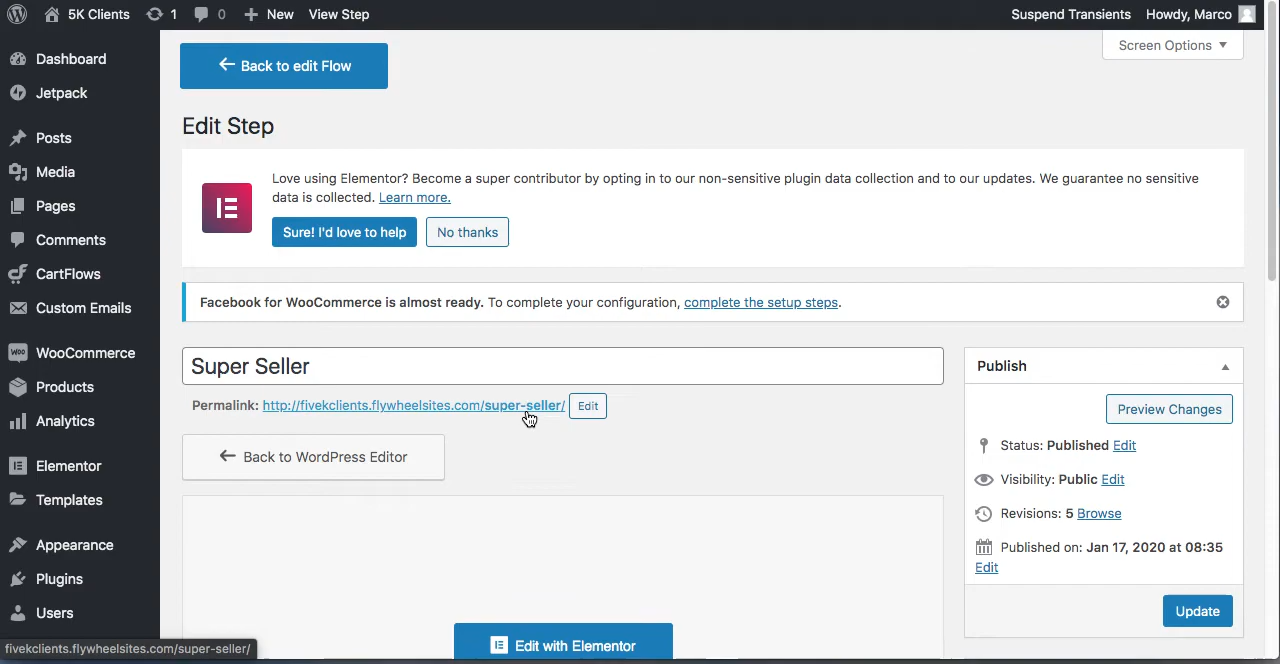 5K Clients 1 0 New View Step Suspend Transients Howdy, Marco
Screen Options
Back to edit Flow
Edit Step
Love using Elementor? Become a super contributor by opting in to our non-sensitive plugin data collection and to our updates. We guarantee no sensitive
data is collected. Learn more.
Sure! I'd love to help No thanks
Facebook for WooCommerce is almost ready. To complete your configuration, complete the setup steps.
Super Seller
Permalink: http://fivekclients.flywheelsites.com/super-seller/ Edit
Back to WordPress Editor
Edit with Elementor
Publish
Preview Changes
Status: Published Edit
Visibility: Public Edit
Revisions: 5 Browse
Published on: Jan 17, 2020 at 08:35
Edit
Update
Dashboard
Jetpack
Posts
Media
Pages
Comments
CartFlows
Custom Emails
Woo WooCommerce
Products
Analytics
Elementor
Templates
Appearance
Plugins
Users
fivekclients.flywheelsites.com/super-seller/